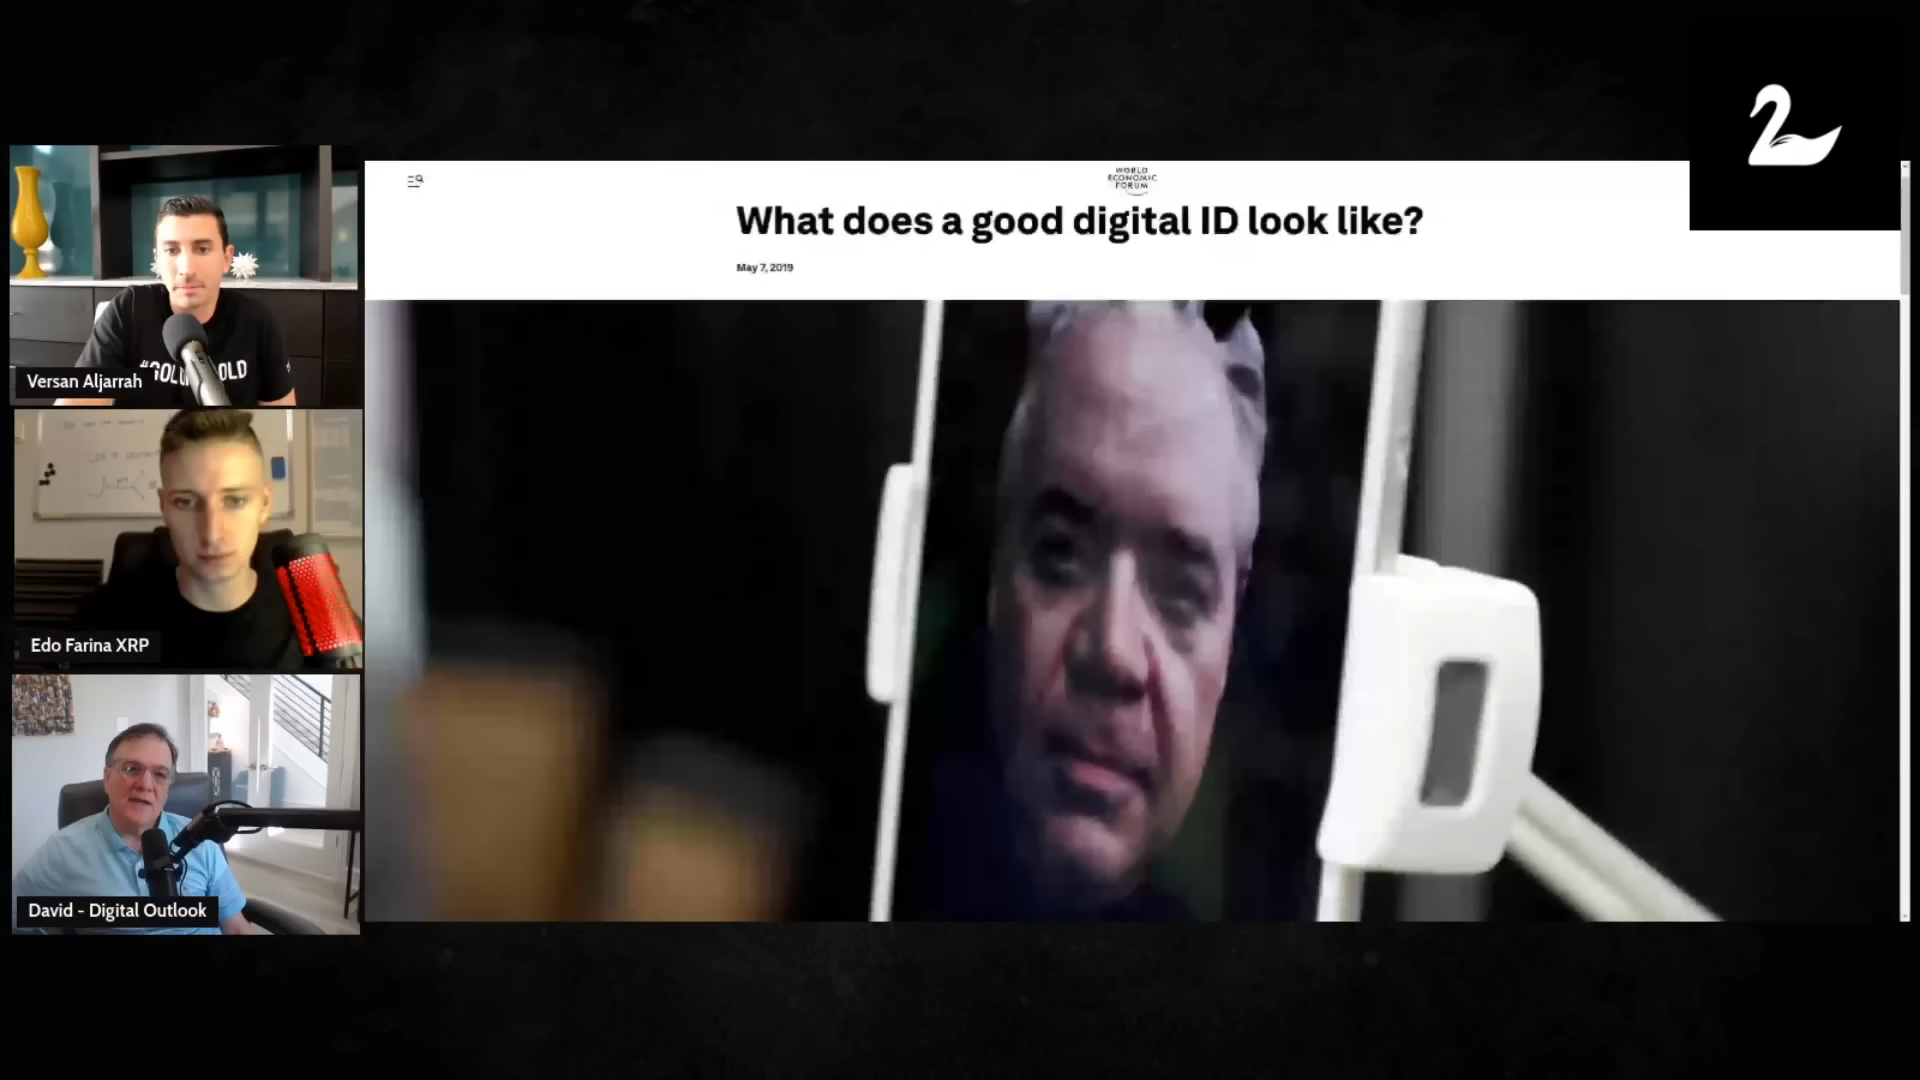 WORLD
ECONOMIC
FORUM
What does a good digital ID look like?
May 7, 2019
Versan Aljarrah
Edo Farina XRP
David - Digital Outlook